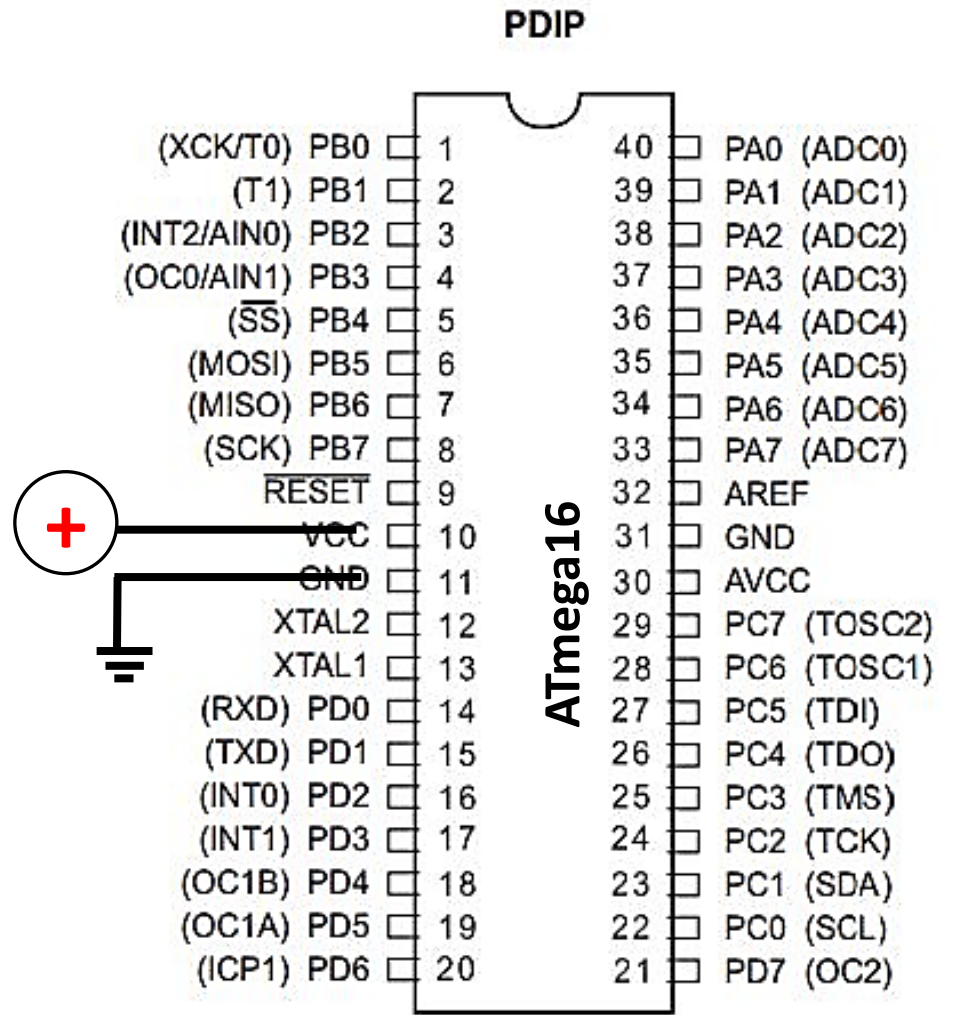 PDIP
(XCK/T0) PB0 1 40 PA0 (ADC0)
(T1) PB1 2 39 PA1 (ADC1)
(INT2/AIN0) PB2 3 38 PA2 (ADC2)
(OC0/AIN1) PB3 4 37 PA3 (ADC3)
(S̅S̅) PB4 5 36 PA4 (ADC4)
(MOSI) PB5 6 35 PA5 (ADC5)
(MISO) PB6 7 34 PA6 (ADC6)
(SCK) PB7 8 33 PA7 (ADC7)
R̅E̅S̅E̅T̅ 9 32 AREF
+
VCC 10 31 GND
GND 11 30 AVCC
XTAL2 12 29 PC7 (TOSC2)
XTAL1 13 28 PC6 (TOSC1)
(RXD) PD0 14 27 PC5 (TDI)
(TXD) PD1 15 26 PC4 (TDO)
(INT0) PD2 16 25 PC3 (TMS)
(INT1) PD3 17 24 PC2 (TCK)
(OC1B) PD4 18 23 PC1 (SDA)
(OC1A) PD5 19 22 PC0 (SCL)
(ICP1) PD6 20 21 PD7 (OC2)
ATmega16